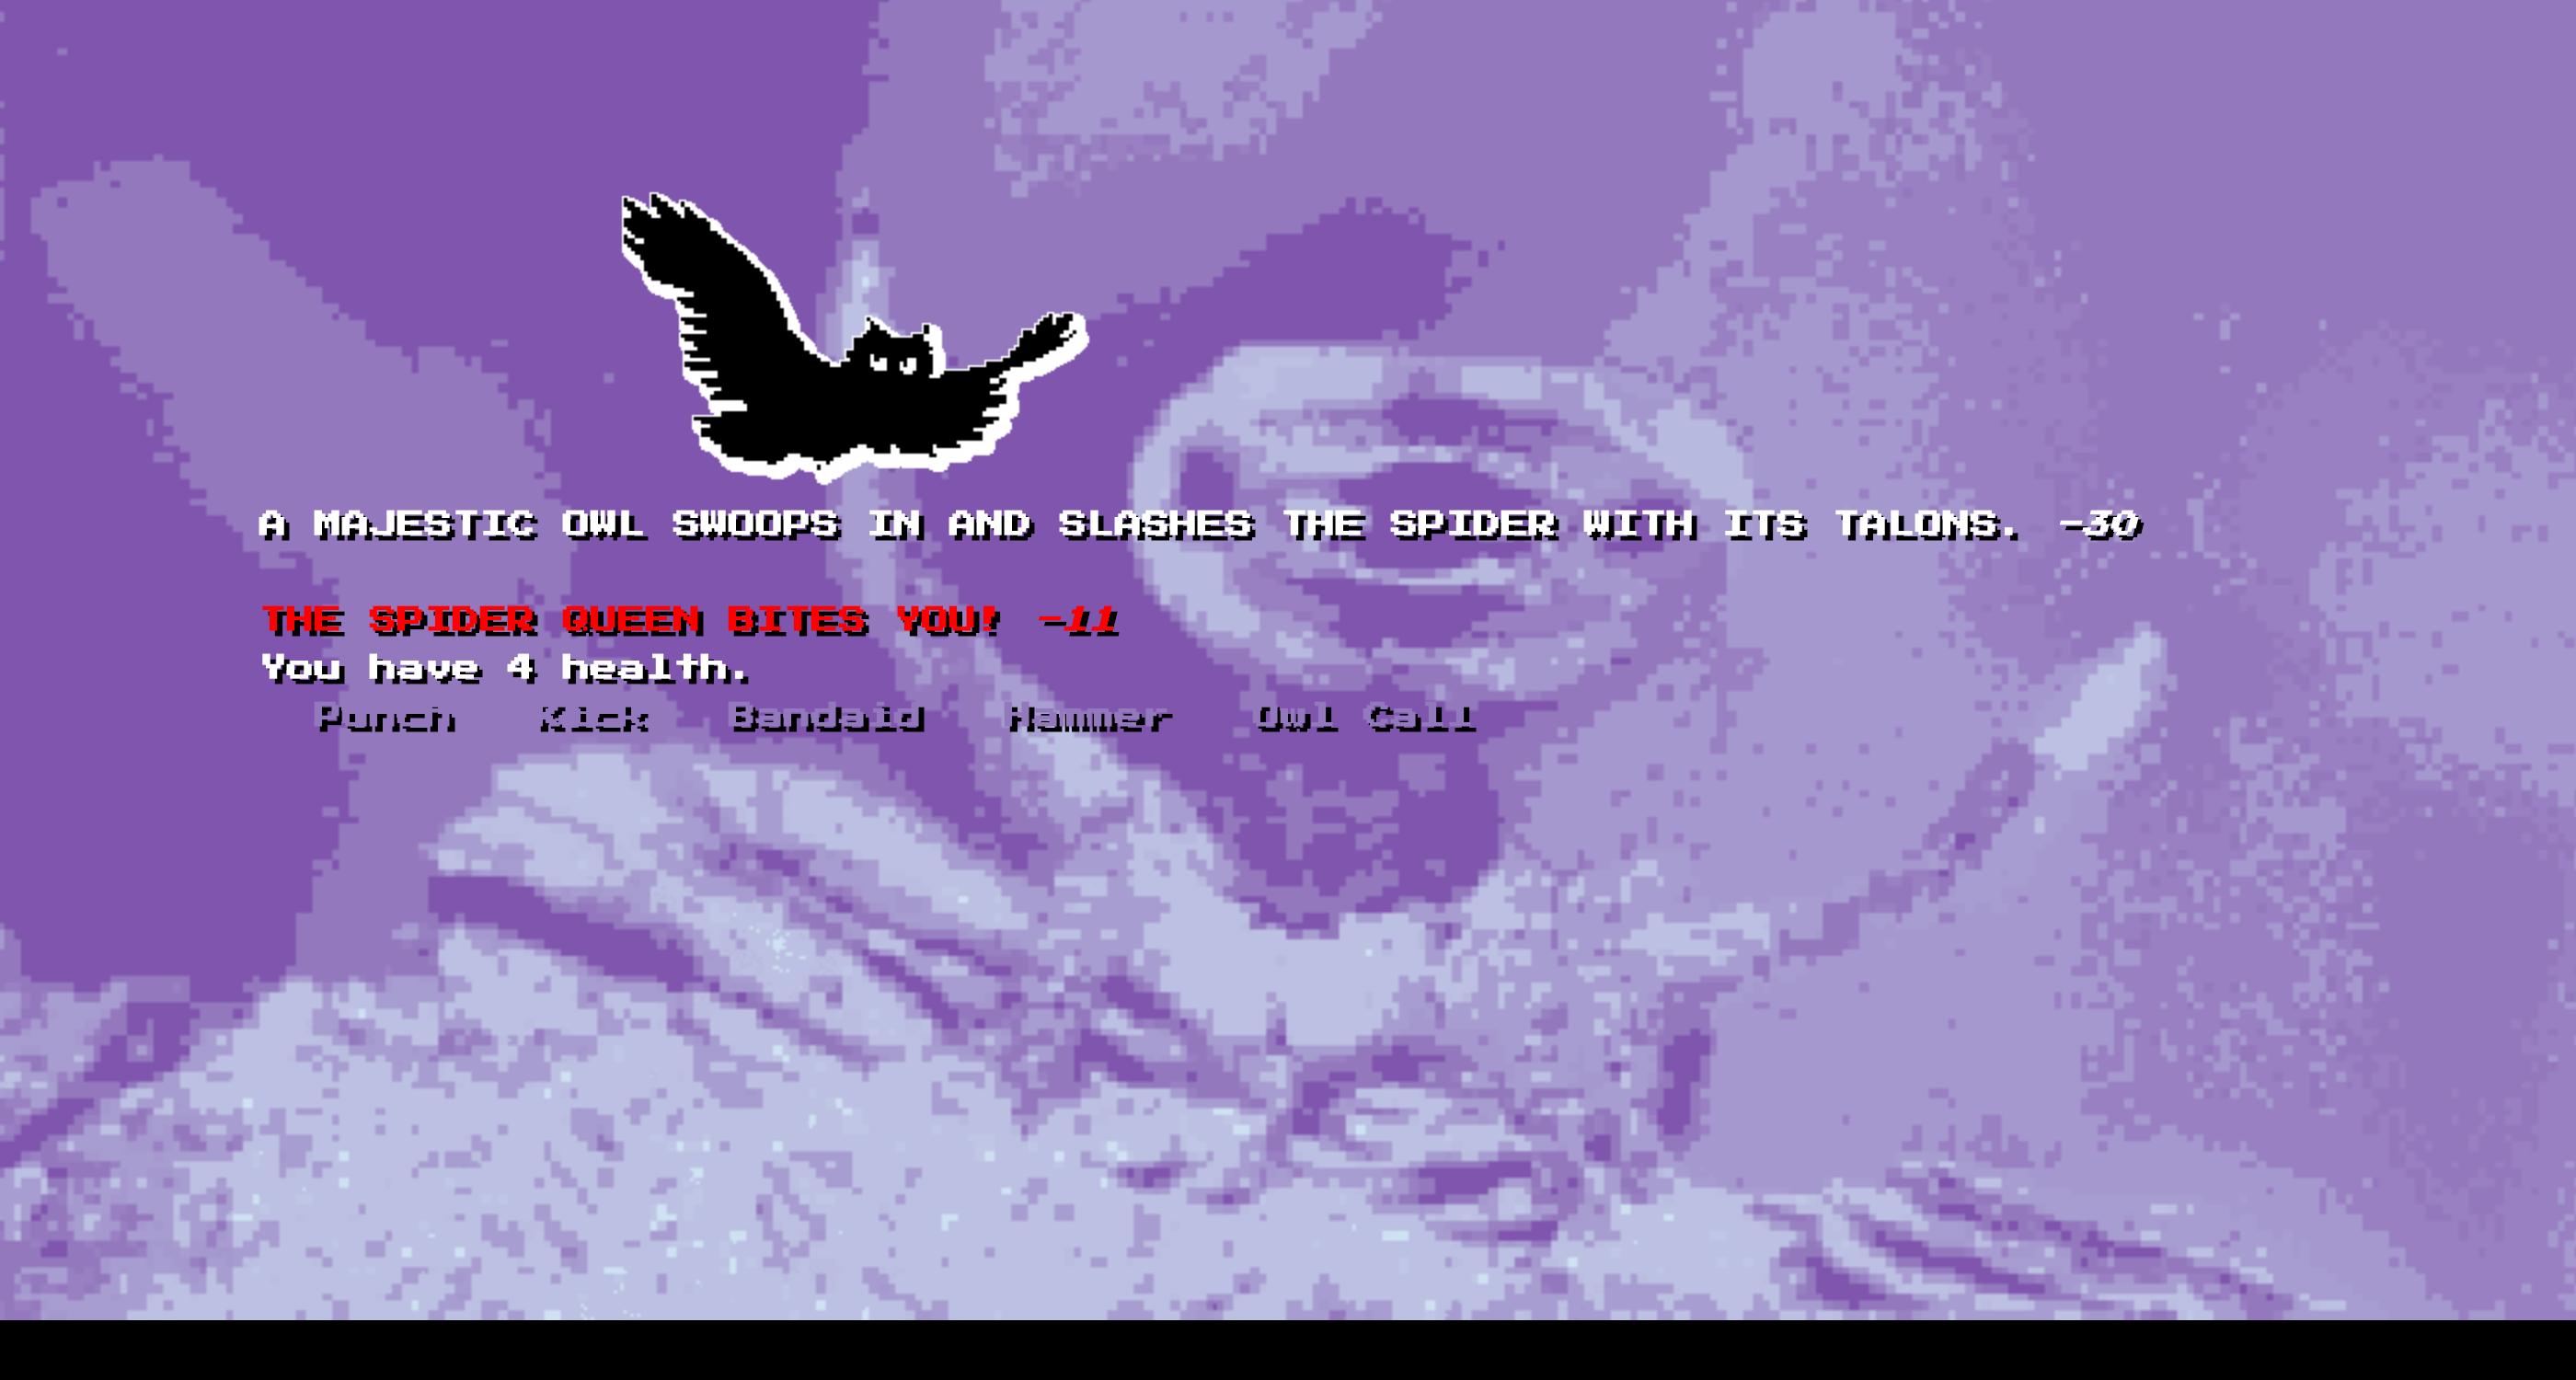 A MAJESTIC OWL SWOOPS IN AND SLASHES THE SPIDER WITH ITS TALONS. -30
THE SPIDER QUEEN BITES YOU! -11
You have 4 health.
Punch Kick Bandaid Hammer Owl Call